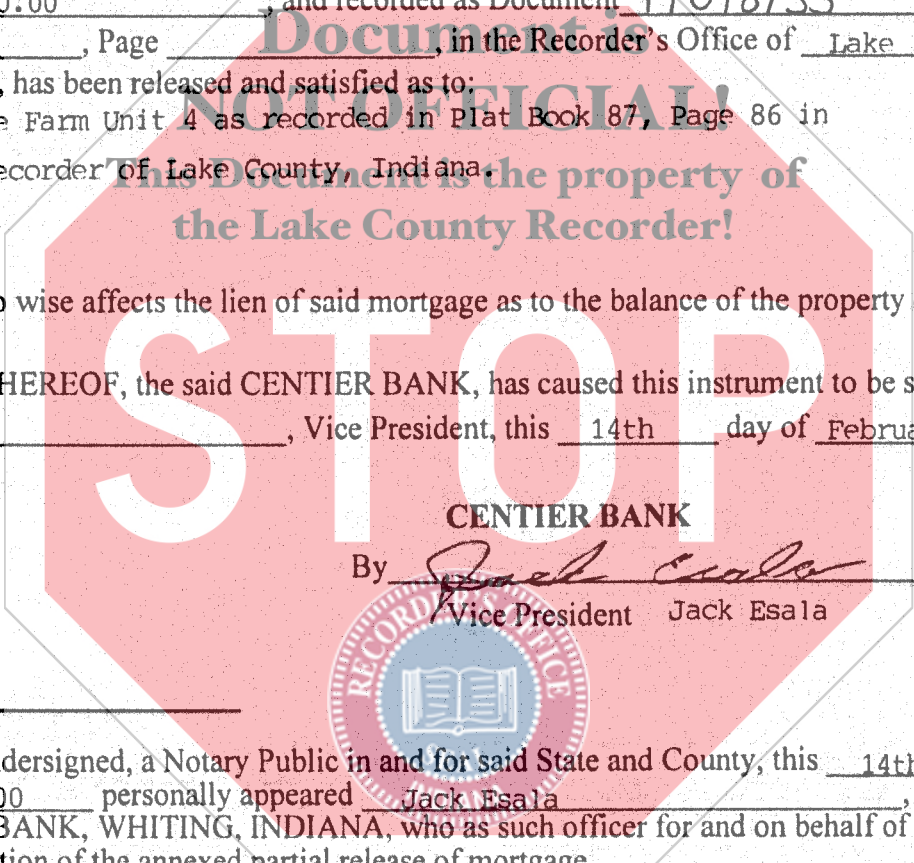 , and recorded as Document
Document is
, Page , in the Recorder's Office of Lake
, has been released and satisfied as to:
NOT OFFICIAL!
Farm Unit 4 as recorded in Plat Book 87, Page 86 in
ecorder of Lake County, Indiana.
This Document is the property of
the Lake County Recorder!
wise affects the lien of said mortgage as to the balance of the property
HEREOF, the said CENTIER BANK, has caused this instrument to be s
STOP
, Vice President, this 14th day of Februa
CENTIER BANK
By Jack Esala
Vice President Jack Esala
RECORDER'S OFFICE
SEAL
dersigned, a Notary Public in and for said State and County, this 14th
00 personally appeared Jack Esala ,
BANK, WHITING, INDIANA, who as such officer for and on behalf of
tion of the annexed partial release of mortgage